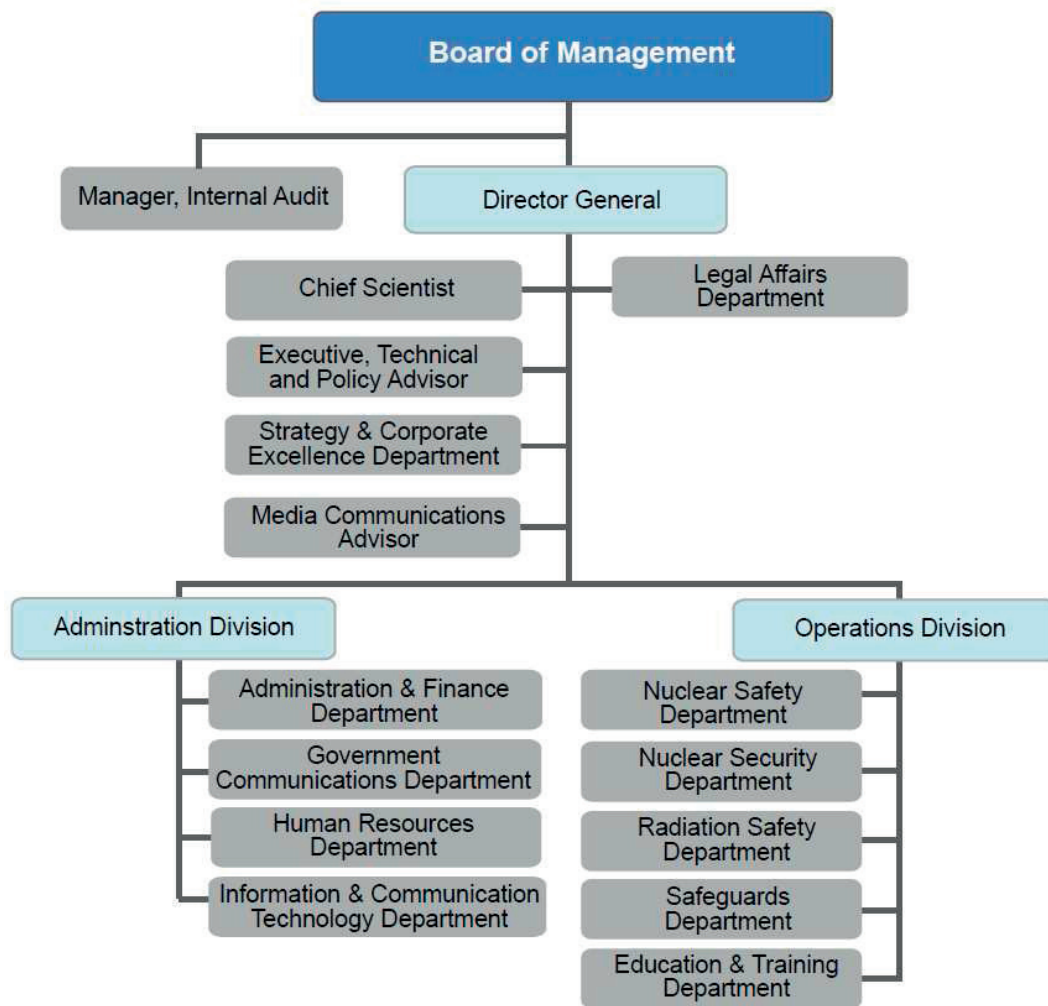 Board of Management
Manager, Internal Audit
Director General
Chief Scientist
Legal Affairs
Department
Executive, Technical
and Policy Advisor
Strategy & Corporate
Excellence Department
Media Communications
Advisor
Adminstration Division
Operations Division
Administration & Finance
Department
Government
Communications Department
Human Resources
Department
Information & Communication
Technology Department
Nuclear Safety
Department
Nuclear Security
Department
Radiation Safety
Department
Safeguards
Department
Education & Training
Department